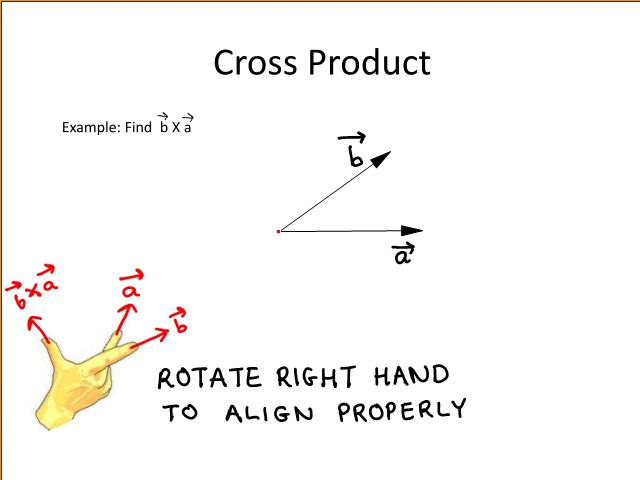 Cross Product
Example: Find b X a
b
a
b x a
a
b
ROTATE RIGHT HAND
TO ALIGN PROPERLY